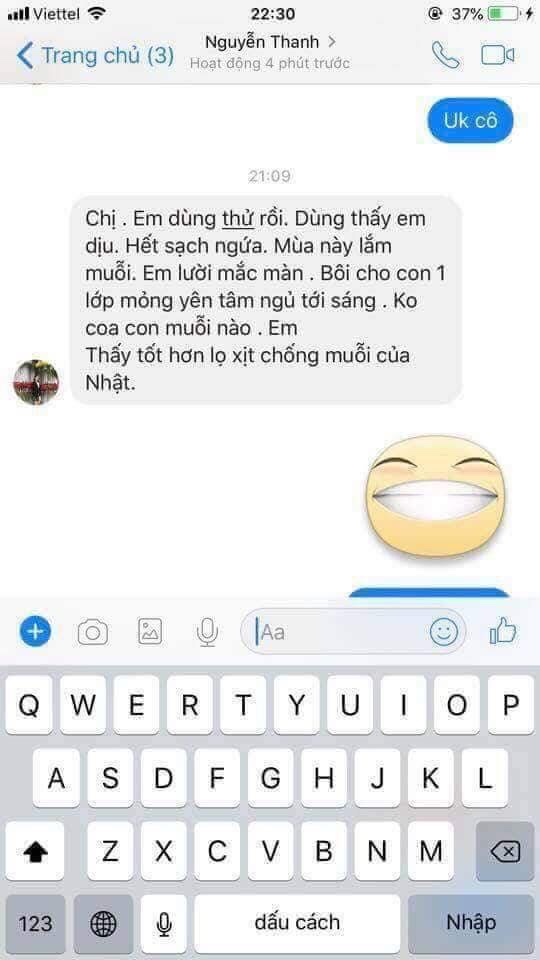 Viettel
22:30
37%
Trang chủ (3)
Nguyễn Thanh
Hoạt động 4 phút trước
Uk cô
21:09
Chị . Em dùng thử rồi. Dùng thấy em
dịu. Hết sạch ngứa. Mùa này lắm
muỗi. Em lười mắc màn . Bôi cho con 1
lớp mỏng yên tâm ngủ tới sáng . Ko
coa con muỗi nào . Em
Thấy tốt hơn lọ xịt chống muỗi của
Nhật.
Aa
Q W E R T Y U I O P
A S D F G H J K L
Z X C V B N M
123 dấu cách Nhập